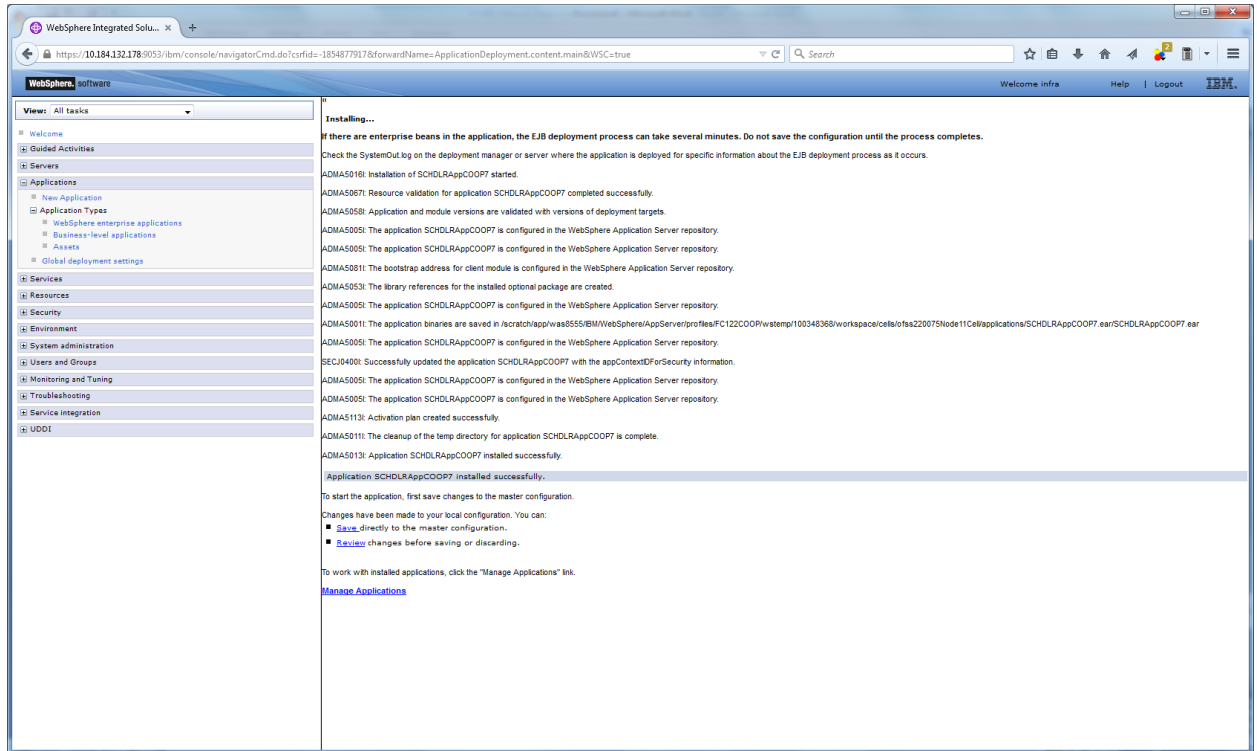 WebSphere Integrated Solu... × +
https://10.184.132.178:9053/ibm/console/navigatorCmd.do?csrfid=-1854877917&forwardName=ApplicationDeployment.content.main&WSC=true
Search
2
WebSphere. software
Welcome infra
Help | Logout
IBM.
View: All tasks
Welcome
Guided Activities
Servers
Applications
New Application
Application Types
WebSphere enterprise applications
Business-level applications
Assets
Global deployment settings
Services
Resources
Security
Environment
System administration
Users and Groups
Monitoring and Tuning
Troubleshooting
Service integration
UDDI
"
Installing...
If there are enterprise beans in the application, the EJB deployment process can take several minutes. Do not save the configuration until the process completes.
Check the SystemOut.log on the deployment manager or server where the application is deployed for specific information about the EJB deployment process as it occurs.
ADMA5016I: Installation of SCHDLRAppCOOP7 started.
ADMA5067I: Resource validation for application SCHDLRAppCOOP7 completed successfully.
ADMA5058I: Application and module versions are validated with versions of deployment targets.
ADMA5005I: The application SCHDLRAppCOOP7 is configured in the WebSphere Application Server repository.
ADMA5005I: The application SCHDLRAppCOOP7 is configured in the WebSphere Application Server repository.
ADMA5081I: The bootstrap address for client module is configured in the WebSphere Application Server repository.
ADMA5053I: The library references for the installed optional package are created.
ADMA5005I: The application SCHDLRAppCOOP7 is configured in the WebSphere Application Server repository.
ADMA5001I: The application binaries are saved in /scratch/app/was8555/IBM/WebSphere/AppServer/profiles/FC122COOP/wstemp/100348368/workspace/cells/ofss220075Node11Cell/applications/SCHDLRAppCOOP7.ear/SCHDLRAppCOOP7.ear
ADMA5005I: The application SCHDLRAppCOOP7 is configured in the WebSphere Application Server repository.
SECJ0400I: Successfully updated the application SCHDLRAppCOOP7 with the appContextIDForSecurity information.
ADMA5005I: The application SCHDLRAppCOOP7 is configured in the WebSphere Application Server repository.
ADMA5005I: The application SCHDLRAppCOOP7 is configured in the WebSphere Application Server repository.
ADMA5113I: Activation plan created successfully.
ADMA5011I: The cleanup of the temp directory for application SCHDLRAppCOOP7 is complete.
ADMA5013I: Application SCHDLRAppCOOP7 installed successfully.
Application SCHDLRAppCOOP7 installed successfully.
To start the application, first save changes to the master configuration.
Changes have been made to your local configuration. You can:
Save directly to the master configuration.
Review changes before saving or discarding.
To work with installed applications, click the "Manage Applications" link.
Manage Applications